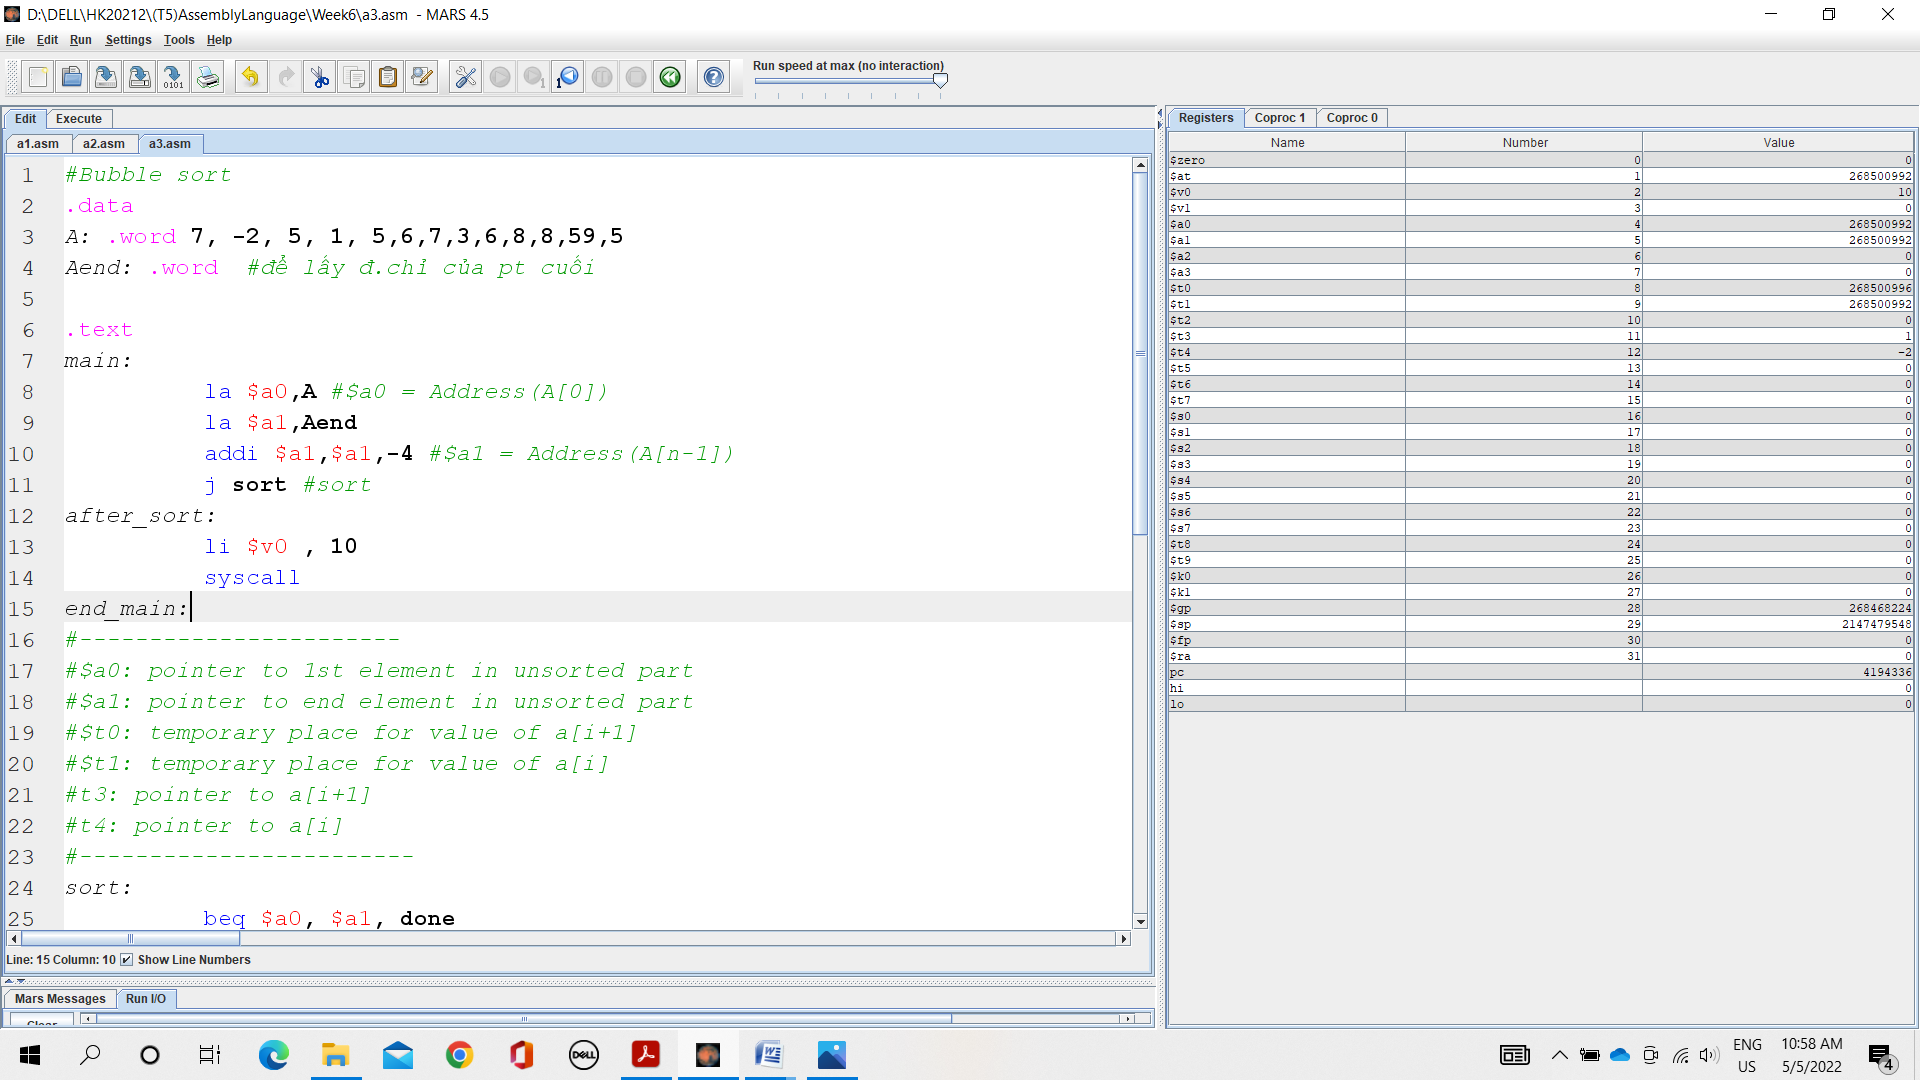 D:\DELL\HK20212\(T5)AssemblyLanguage\Week6\a3.asm - MARS 4.5
File Edit Run Settings Tools Help
Run speed at max (no interaction)
Edit Execute
a1.asm a2.asm a3.asm
1 #Bubble sort
2 .data
3 A: .word 7, -2, 5, 1, 5,6,7,3,6,8,8,59,5
4 Aend: .word #để lấy đ.chỉ của pt cuối
5
6 .text
7 main:
8 la $a0,A #$a0 = Address(A[0])
9 la $a1,Aend
10 addi $a1,$a1,-4 #$a1 = Address(A[n-1])
11 j sort #sort
12 after_sort:
13 li $v0 , 10
14 syscall
15 end_main:
16 #-----------------------
17 #$a0: pointer to 1st element in unsorted part
18 #$a1: pointer to end element in unsorted part
19 #$t0: temporary place for value of a[i+1]
20 #$t1: temporary place for value of a[i]
21 #t3: pointer to a[i+1]
22 #t4: pointer to a[i]
23 #------------------------
24 sort:
25 beq $a0, $a1, done
Line: 15 Column: 10 Show Line Numbers
Mars Messages Run I/O
Clear
Registers Coproc 1 Coproc 0
Name Number Value
$zero 0 0
$at 1 268500992
$v0 2 10
$v1 3 0
$a0 4 268500992
$a1 5 268500992
$a2 6 0
$a3 7 0
$t0 8 268500996
$t1 9 268500992
$t2 10 0
$t3 11 1
$t4 12 -2
$t5 13 0
$t6 14 0
$t7 15 0
$s0 16 0
$s1 17 0
$s2 18 0
$s3 19 0
$s4 20 0
$s5 21 0
$s6 22 0
$s7 23 0
$t8 24 0
$t9 25 0
$k0 26 0
$k1 27 0
$gp 28 268468224
$sp 29 2147479548
$fp 30 0
$ra 31 0
pc 4194336
hi 0
lo 0
DELL
ENG
US
10:58 AM
5/5/2022
4